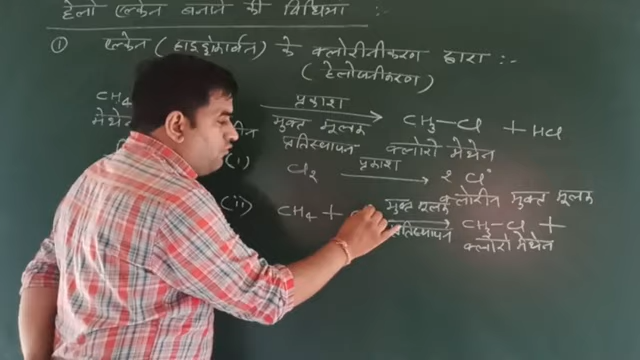 हेलो एल्केन बनाने की विधियां :-
① एल्केन (हाइड्रोकार्बन) के क्लोरीनीकरण द्वारा :-
(हेलोजनीकरण)
CH₄ प्रकाश CH₃-Cl + HCl
मेथेन मुक्त मूलक प्रतिस्थापन क्लोरो मेथेन
(i) Cl₂ प्रकाश 2 Cl•
क्लोरीन मुक्त मूलक
(ii) CH₄ + मुक्त मूलक प्रतिस्थापन CH₃-Cl +
क्लोरो मेथेन